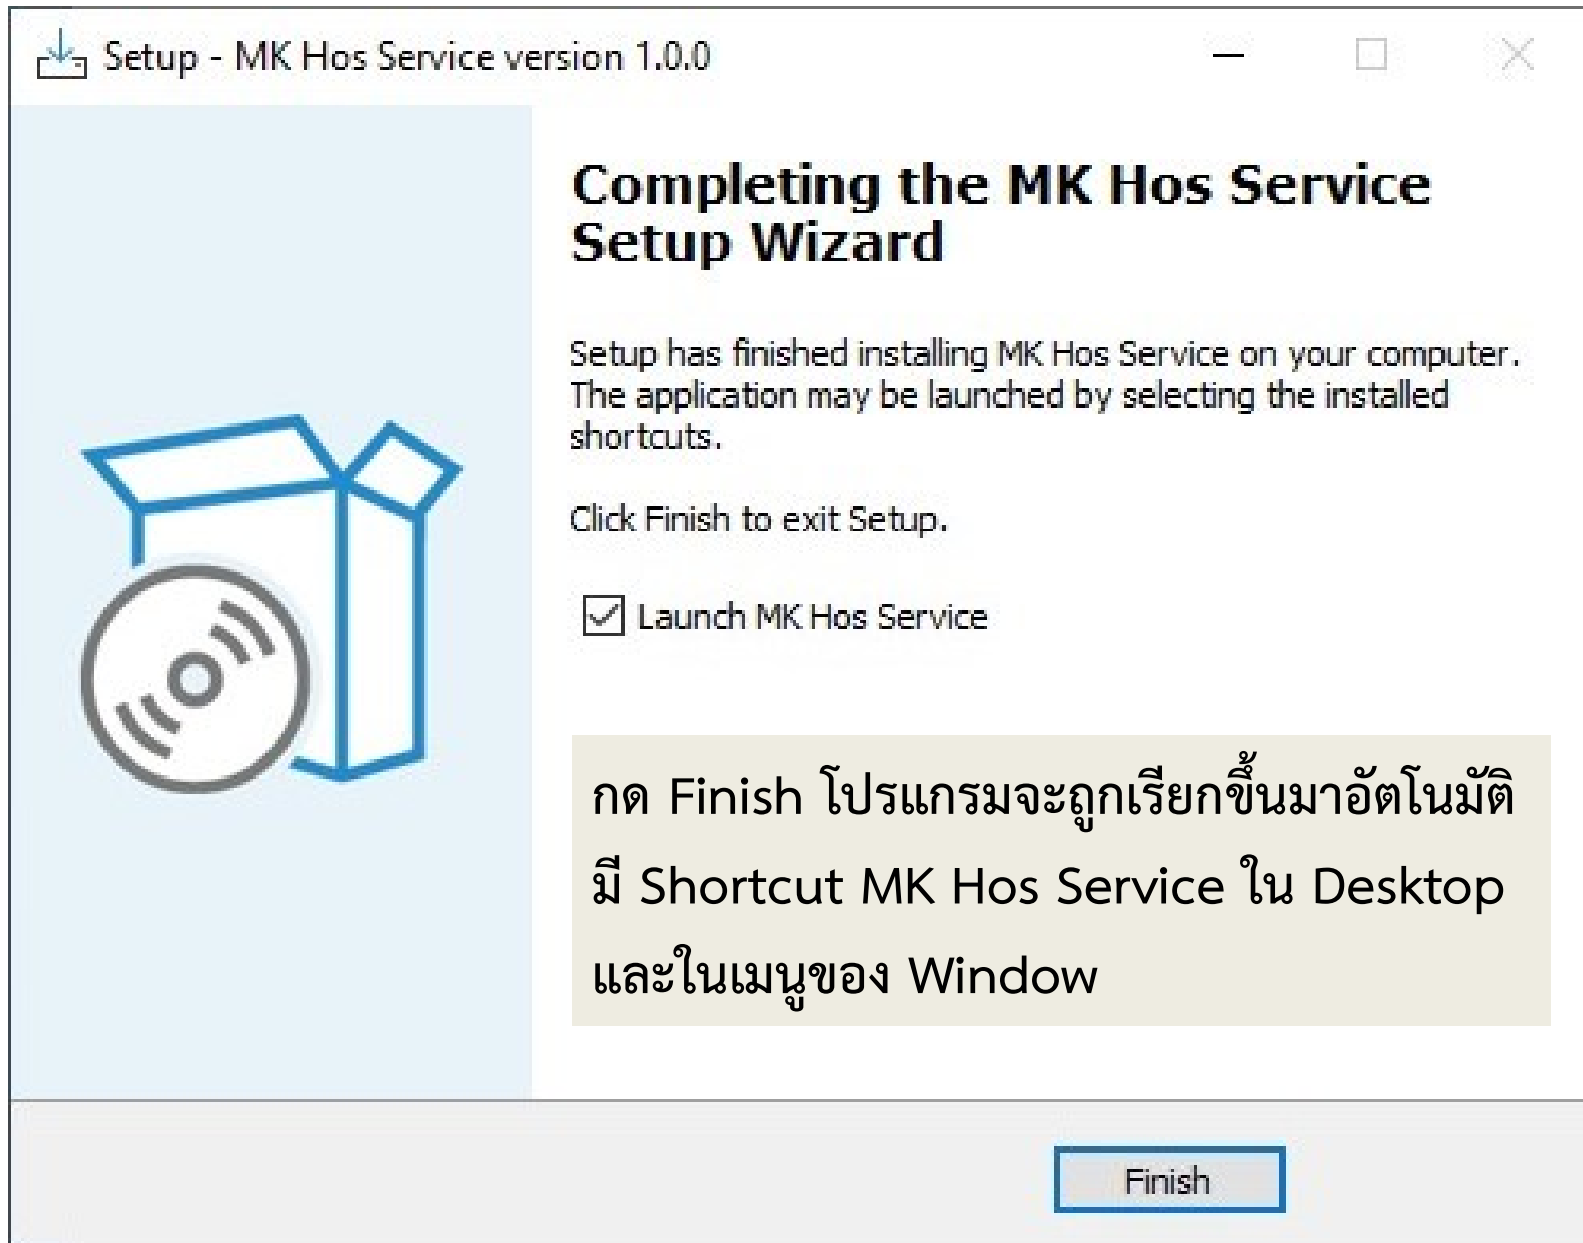 Setup - MK Hos Service version 1.0.0
Completing the MK Hos Service
Setup Wizard
Setup has finished installing MK Hos Service on your computer.
The application may be launched by selecting the installed
shortcuts.
Click Finish to exit Setup.
Launch MK Hos Service
กด Finish โปรแกรมจะถูกเรียกขึ้นมาอัตโนมัติ
มี Shortcut MK Hos Service ใน Desktop
และในเมนูของ Window
Finish